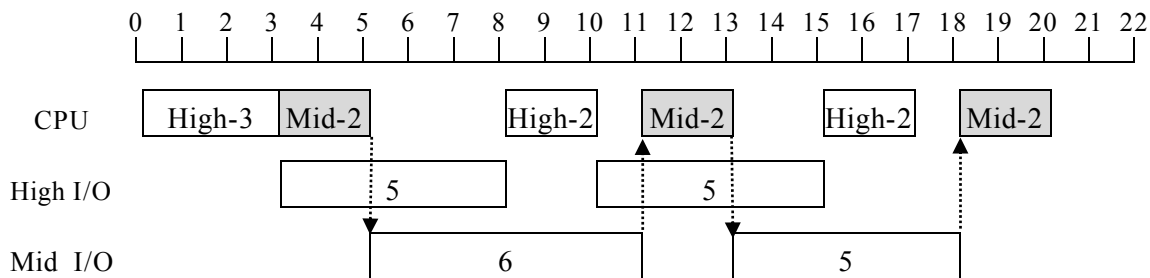 0 1 2 3 4 5 6 7 8 9 10 11 12 13 14 15 16 17 18 19 20 21 22
CPU High-3 Mid-2 High-2 Mid-2 High-2 Mid-2
High I/O 5 5
Mid I/O 6 5